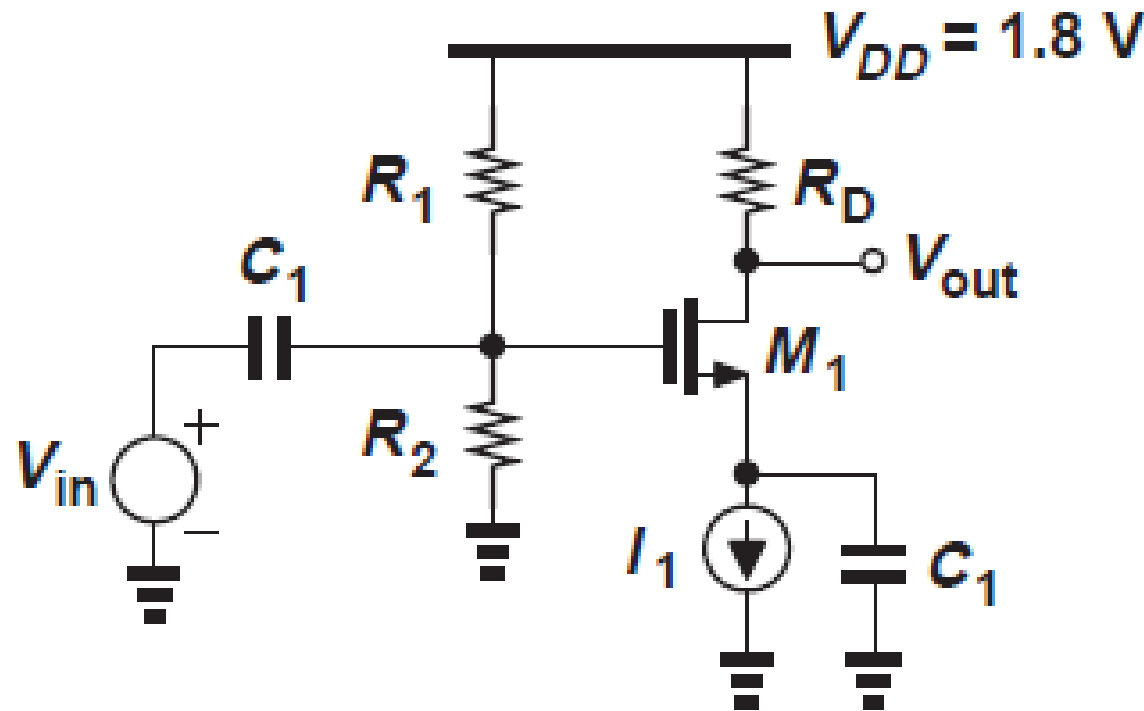 V_DD = 1.8 V
R_1
R_D
C_1
V_out
M_1
R_2
+
V_in
−
I_1
C_1